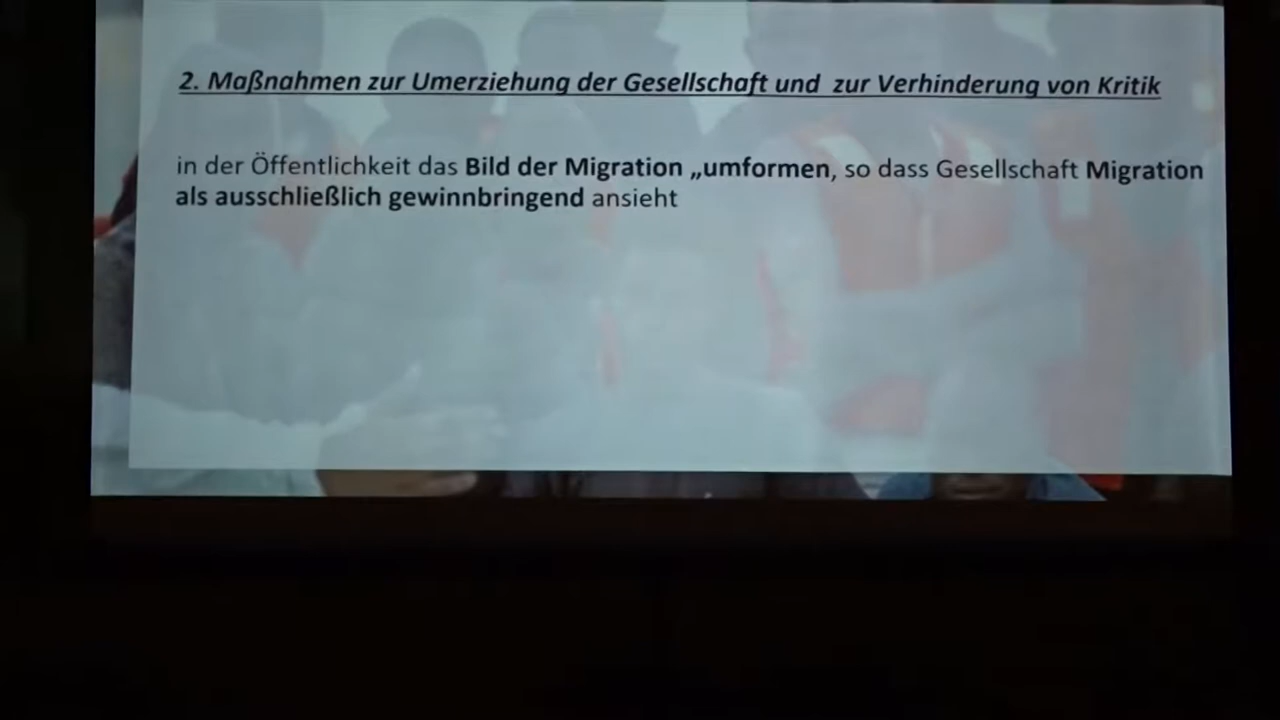 2. Maßnahmen zur Umerziehung der Gesellschaft und zur Verhinderung von Kritik
in der Öffentlichkeit das Bild der Migration „umformen, so dass Gesellschaft Migration
als ausschließlich gewinnbringend ansieht